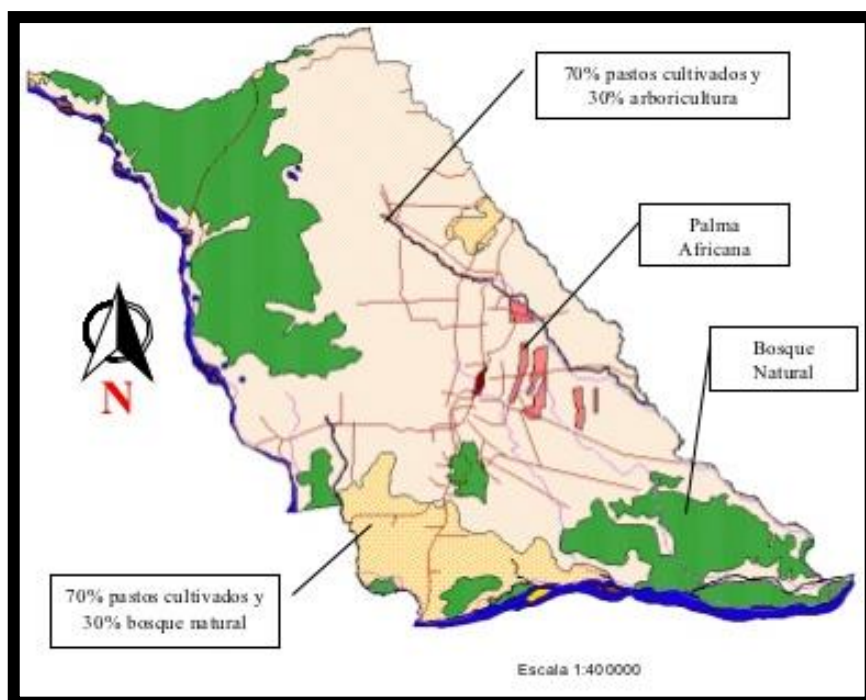 70% pastos cultivados y
30% arboricultura
Palma
Africana
Bosque
Natural
N
70% pastos cultivados y
30% bosque natural
Escala 1:400000